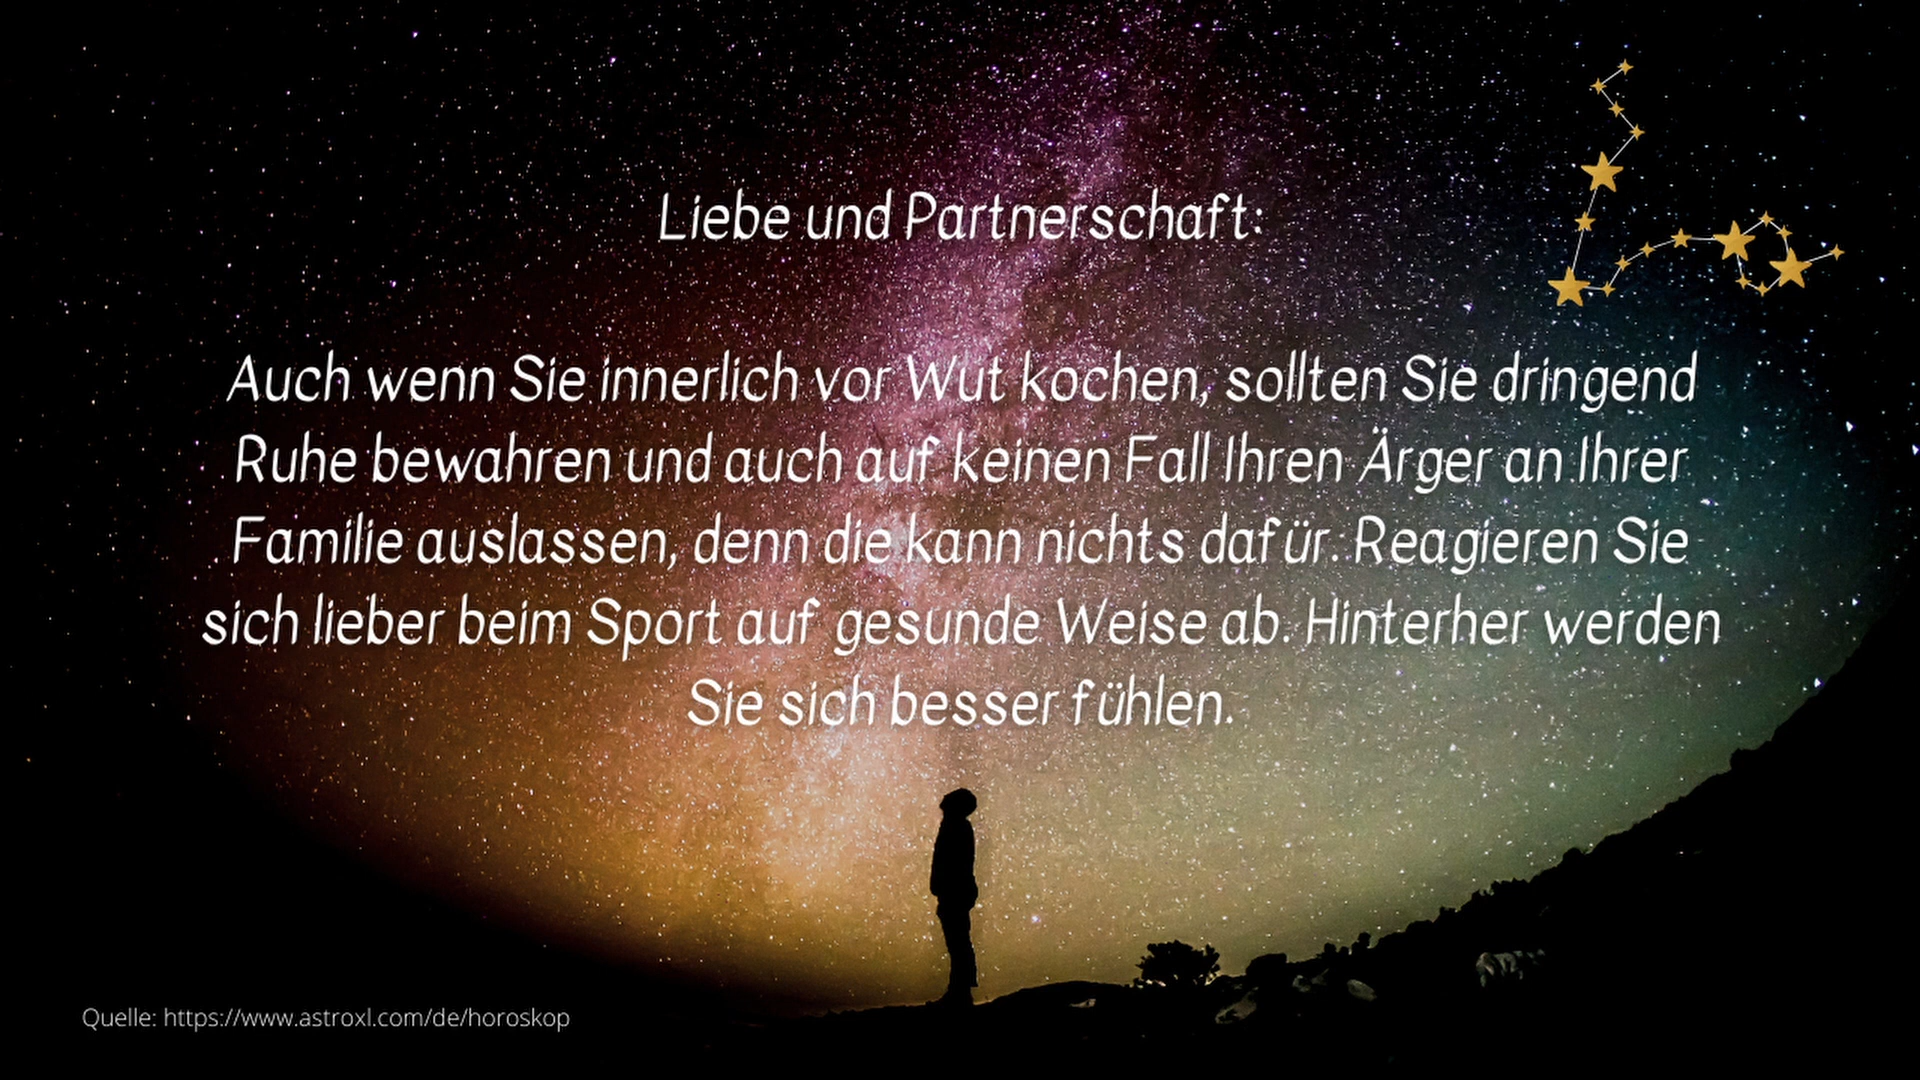 Liebe und Partnerschaft:
Auch wenn Sie innerlich vor Wut kochen, sollten Sie dringend
Ruhe bewahren und auch auf keinen Fall Ihren Ärger an Ihrer
Familie auslassen, denn die kann nichts dafür. Reagieren Sie
sich lieber beim Sport auf gesunde Weise ab. Hinterher werden
Sie sich besser fühlen.
Quelle: https://www.astroxl.com/de/horoskop